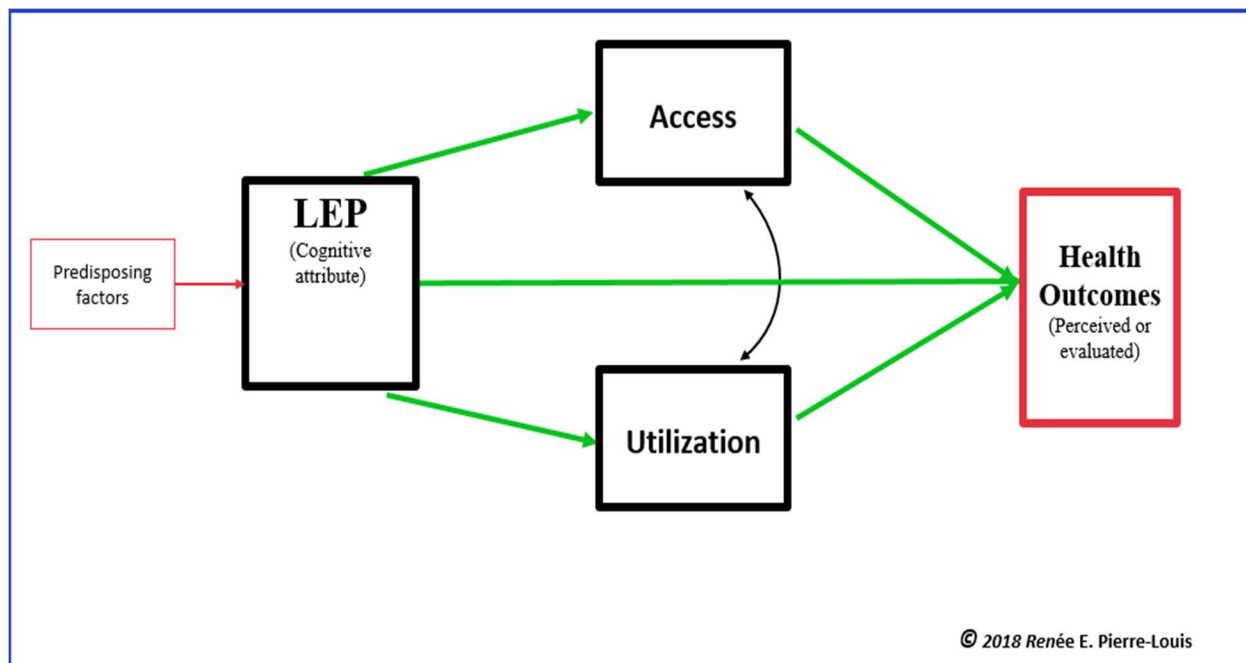 Predisposing
factors
LEP
(Cognitive
attribute)
Access
Utilization
Health
Outcomes
(Perceived or
evaluated)
© 2018 Renée E. Pierre-Louis